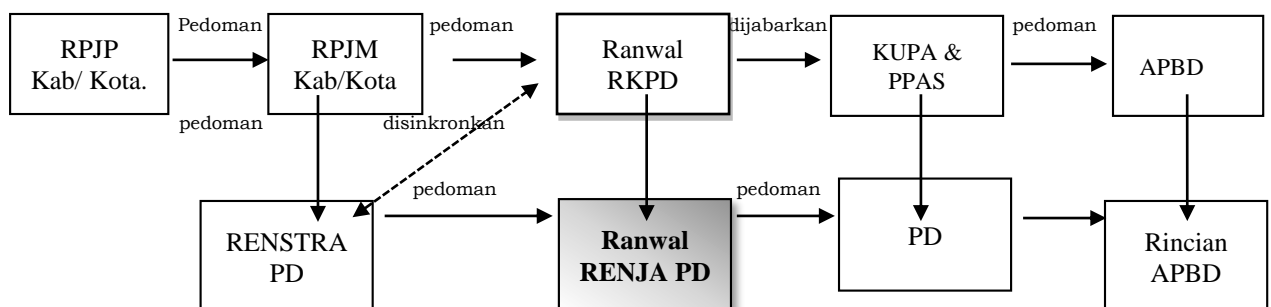 Pedoman
pedoman
dijabarkan
pedoman
RPJP
Kab/ Kota.
RPJM
Kab/Kota
Ranwal
RKPD
KUPA &
PPAS
APBD
pedoman
disinkronkan
pedoman
pedoman
RENSTRA
PD
Ranwal
RENJA PD
PD
Rincian
APBD